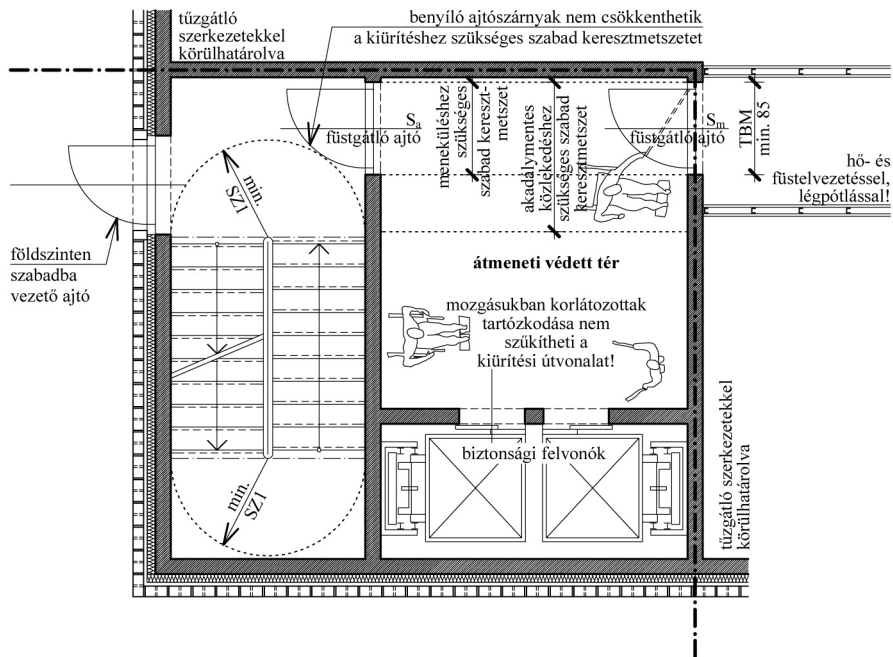 tűzgátló
szerkezetekkel
körülhatárolva
benyíló ajtószárnyak nem csökkenthetik
a kiürítéshez szükséges szabad keresztmetszetet
Sa
füstgátló ajtó
meneküléshez
szükséges
szabad kereszt-
metszet
akadálymentes
közlekedéshez
szükséges szabad
keresztmetszet
Sm
füstgátló ajtó
TBM
min. 85
hő- és
füstelvezetéssel,
légpótlással!
min.
SZ1
földszinten
szabadba
vezető ajtó
átmeneti védett tér
mozgásukban korlátozottak
tartózkodása nem
szűkítheti a
kiürítési útvonalat!
biztonsági felvonók
min.
SZ1
tűzgátló szerkezetekkel
körülhatárolva